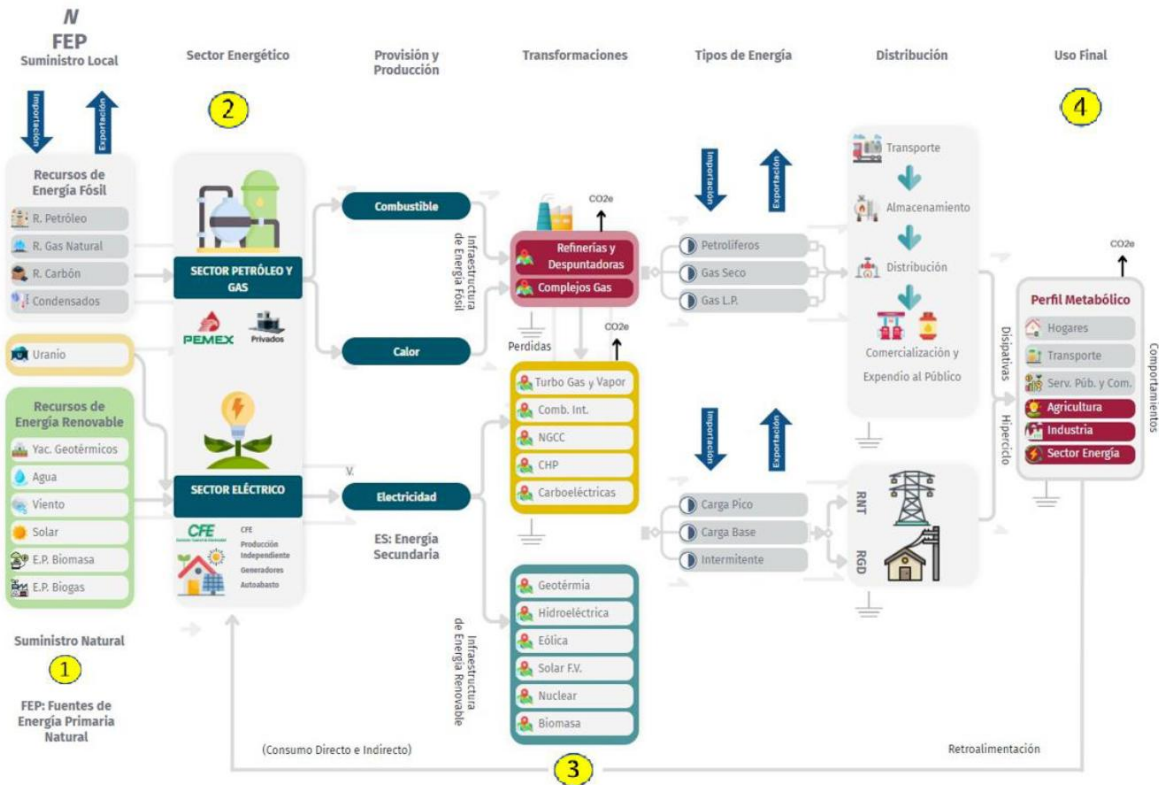 N
FEP
Suministro Local
Importación
Exportación
Recursos de
Energía Fósil
R. Petróleo
R. Gas Natural
R. Carbón
Condensados
Uranio
Recursos de
Energía Renovable
Yac. Geotérmicos
Agua
Viento
Solar
E.P. Biomasa
E.P. Biogas
Suministro Natural
1
FEP: Fuentes de
Energía Primaria
Natural
Sector Energético
2
SECTOR PETRÓLEO Y
GAS
PEMEX
Privados
SECTOR ELÉCTRICO
CFE
CFE
Producción
Independiente
Generadores
Autoabasto
Provisión y
Producción
Combustible
Calor
V.
Electricidad
ES: Energía
Secundaria
Infraestructura
de Energía Fósil
Infraestructura
de Energía Renovable
Transformaciones
CO2e
Refinerías y
Despuntadoras
Complejos Gas
Perdidas
CO2e
Turbo Gas y Vapor
Comb. Int.
NGCC
CHP
Carboeléctricas
Geotérmia
Hidroeléctrica
Eólica
Solar F.V.
Nuclear
Biomasa
Tipos de Energía
Importación
Exportación
Petrolíferos
Gas Seco
Gas L.P.
Importación
Exportación
Carga Pico
Carga Base
Intermitente
Distribución
Transporte
Almacenamiento
Distribución
Comercialización y
Expendio al Público
RNT
RGD
Disipativas
Hiperciclo
Uso Final
4
CO2e
Perfil Metabólico
Hogares
Transporte
Serv. Púb. y Com.
Agricultura
Industria
Sector Energía
Comportamientos
(Consumo Directo e Indirecto)
3
Retroalimentación